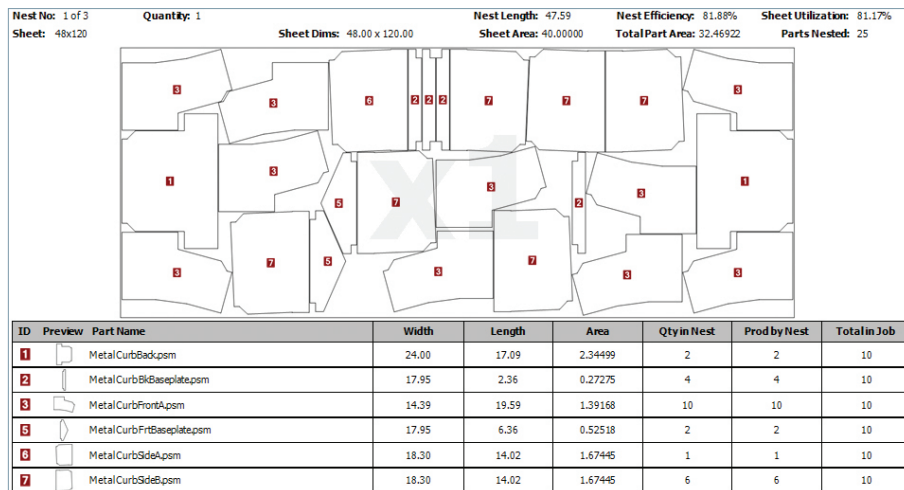 Nest No: 1 of 3 Quantity: 1 Nest Length: 47.59 Nest Efficiency: 81.88% Sheet Utilization: 81.17%
Sheet: 48x120 Sheet Dims: 48.00 x 120.00 Sheet Area: 40.00000 Total Part Area: 32.46922 Parts Nested: 25
x1
3 3 6 2 2 2 7 7 7 3
1 3 5 7 3 2 3 1
3 7 5 3 7 3 3
ID Preview Part Name Width Length Area Qty in Nest Prod by Nest Total in Job
1 MetalCurbBack.psm 24.00 17.09 2.34499 2 2 10
2 MetalCurbBkBaseplate.psm 17.95 2.36 0.27275 4 4 10
3 MetalCurbFrontA.psm 14.39 19.59 1.39168 10 10 10
5 MetalCurbFrtBaseplate.psm 17.95 6.36 0.52518 2 2 10
6 MetalCurbSideA.psm 18.30 14.02 1.67445 1 1 10
7 MetalCurbSideB.psm 18.30 14.02 1.67445 6 6 10